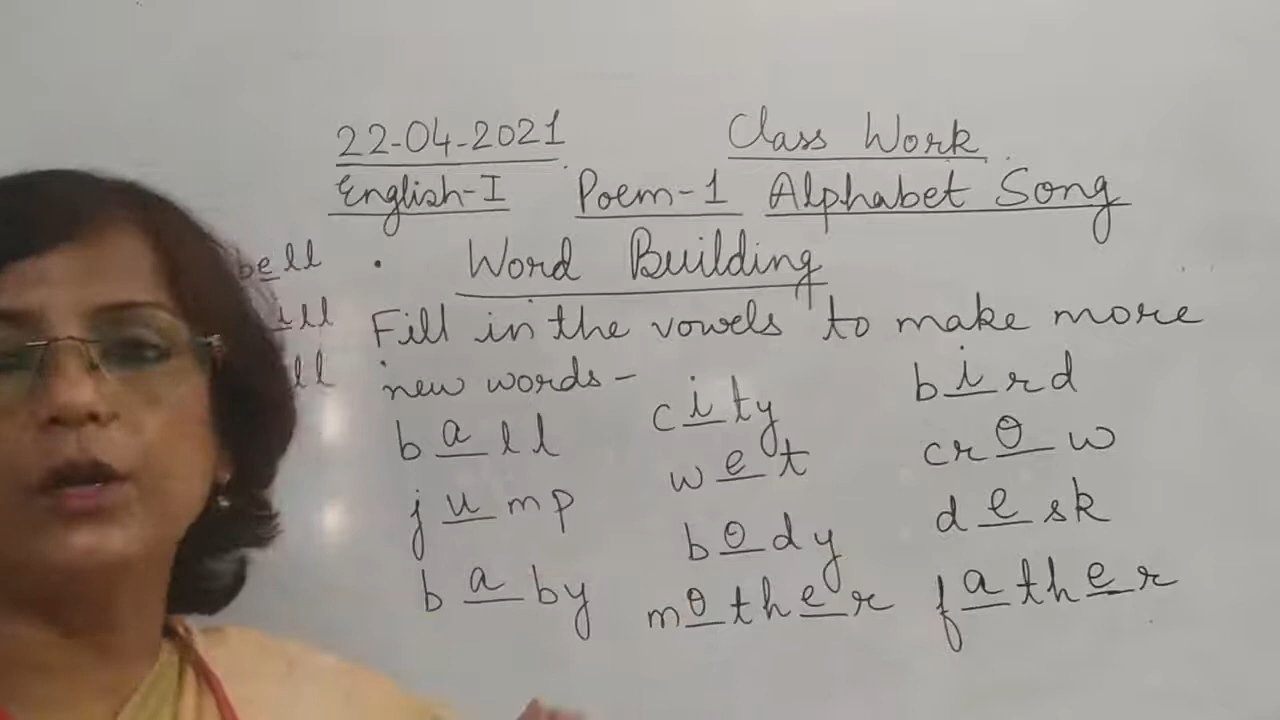 22-04-2021 Class Work
English-I Poem-1 Alphabet Song
bell . Word Building
Fill in the vowels to make more
new words-
ball city bird
jump wet crow
baby body desk
mother father